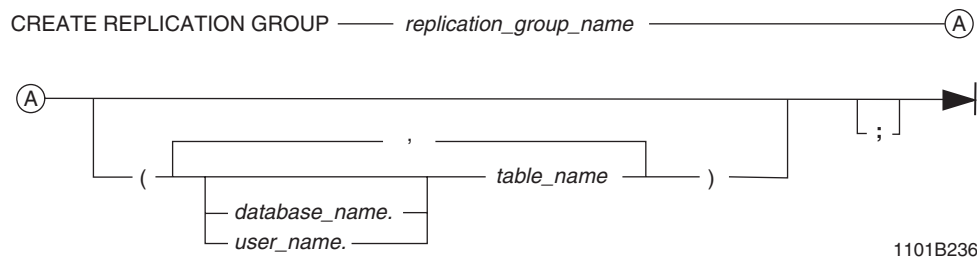 CREATE REPLICATION GROUP replication_group_name A
A
;
,
( table_name )
database_name.
user_name.
1101B236